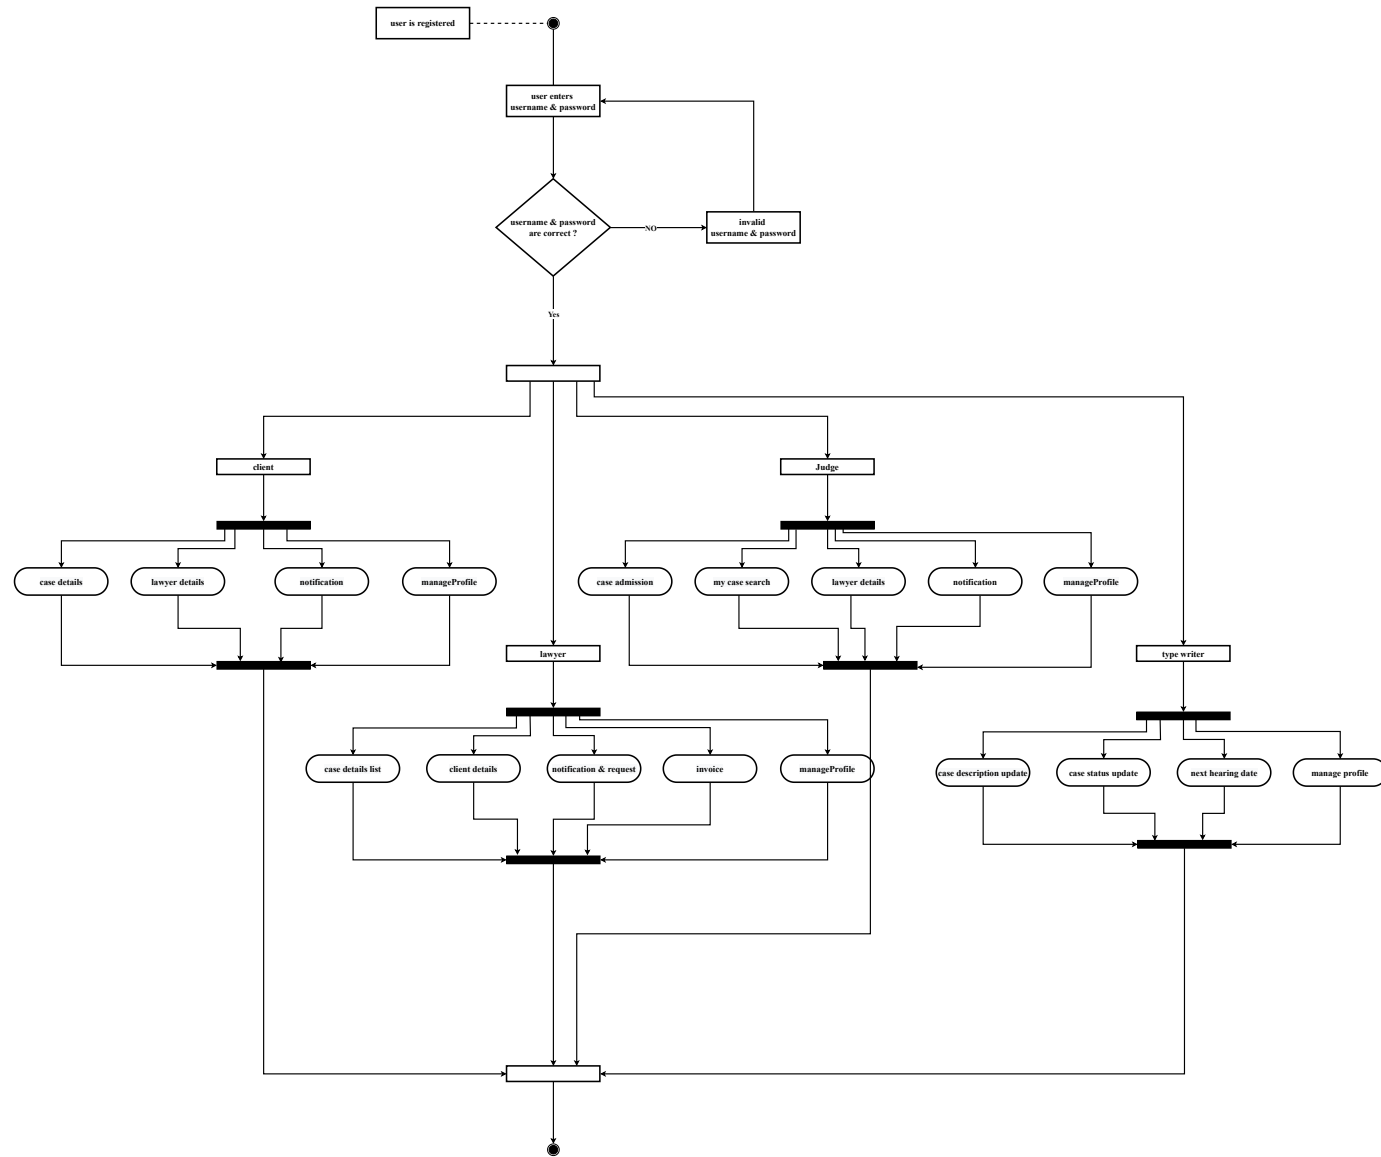 user is registered
user enters
username & password
username & password
are correct ?
NO
invalid
username & password
Yes
client
Judge
case details
lawyer details
notification
manageProfile
case admission
my case search
lawyer details
notification
manageProfile
lawyer
type writer
case details list
client details
notification & request
invoice
manageProfile
case description update
case status update
next hearing date
manage profile